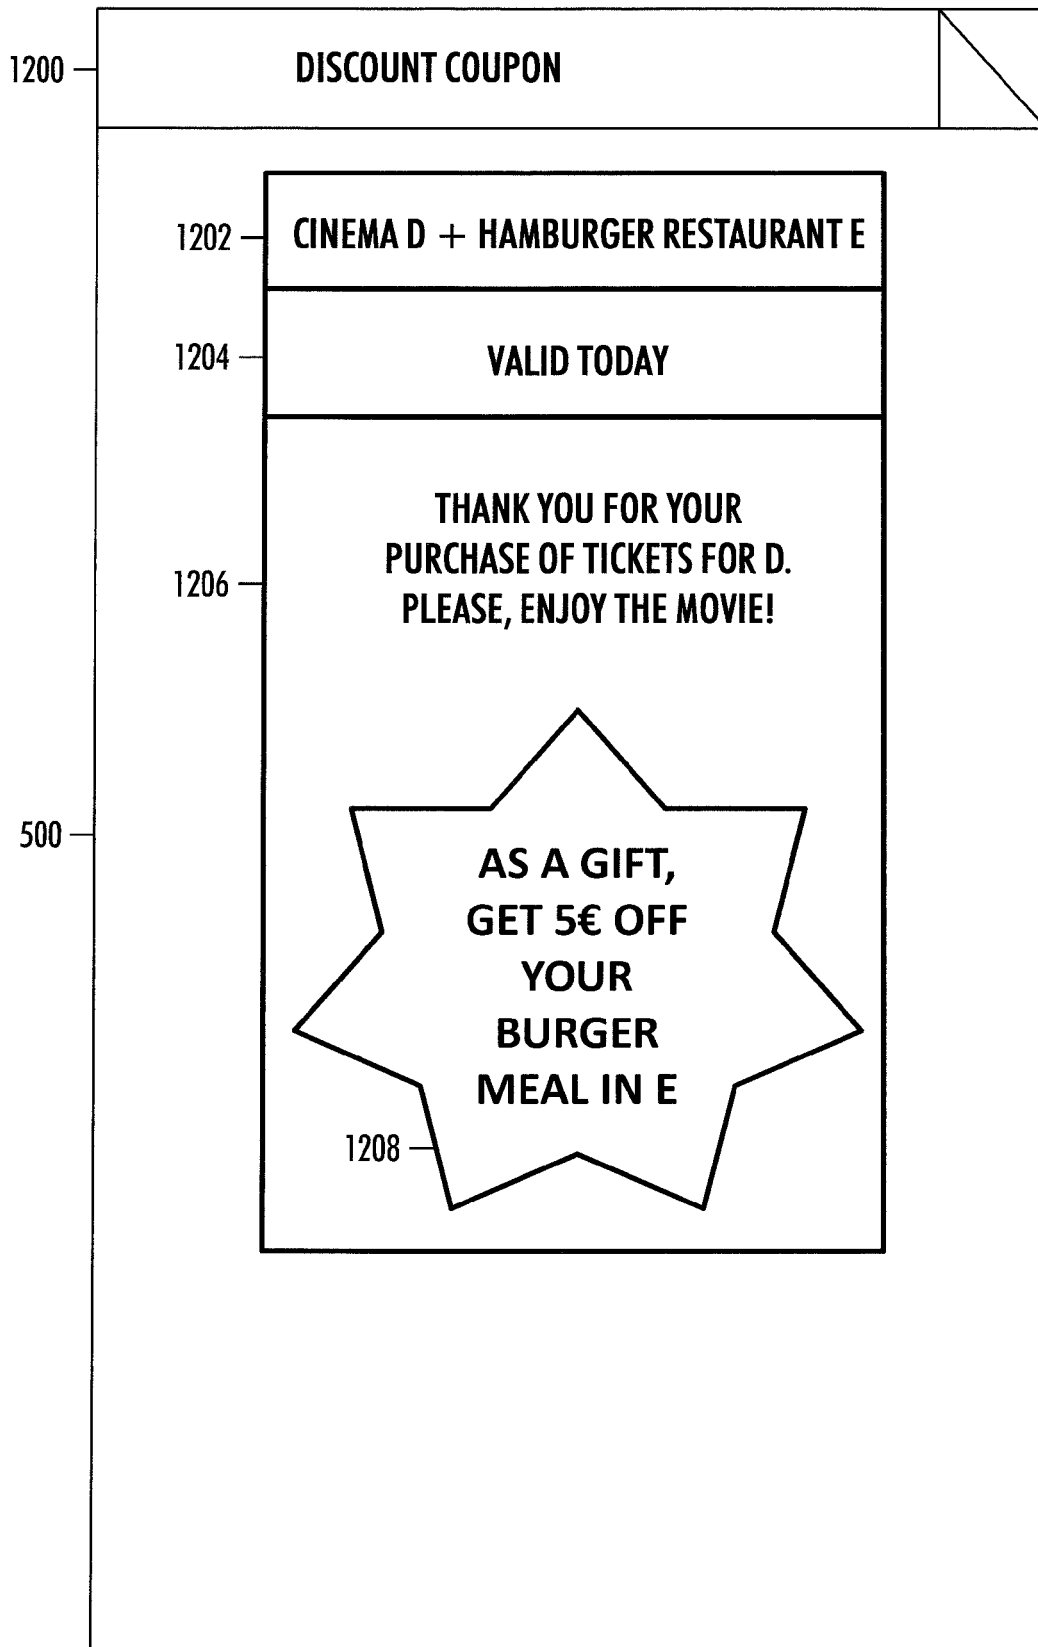 1200 DISCOUNT COUPON
1202 CINEMA D + HAMBURGER RESTAURANT E
1204 VALID TODAY
THANK YOU FOR YOUR
PURCHASE OF TICKETS FOR D.
1206
PLEASE, ENJOY THE MOVIE!
500
AS A GIFT,
GET 5€ OFF
YOUR
BURGER
MEAL IN E
1208